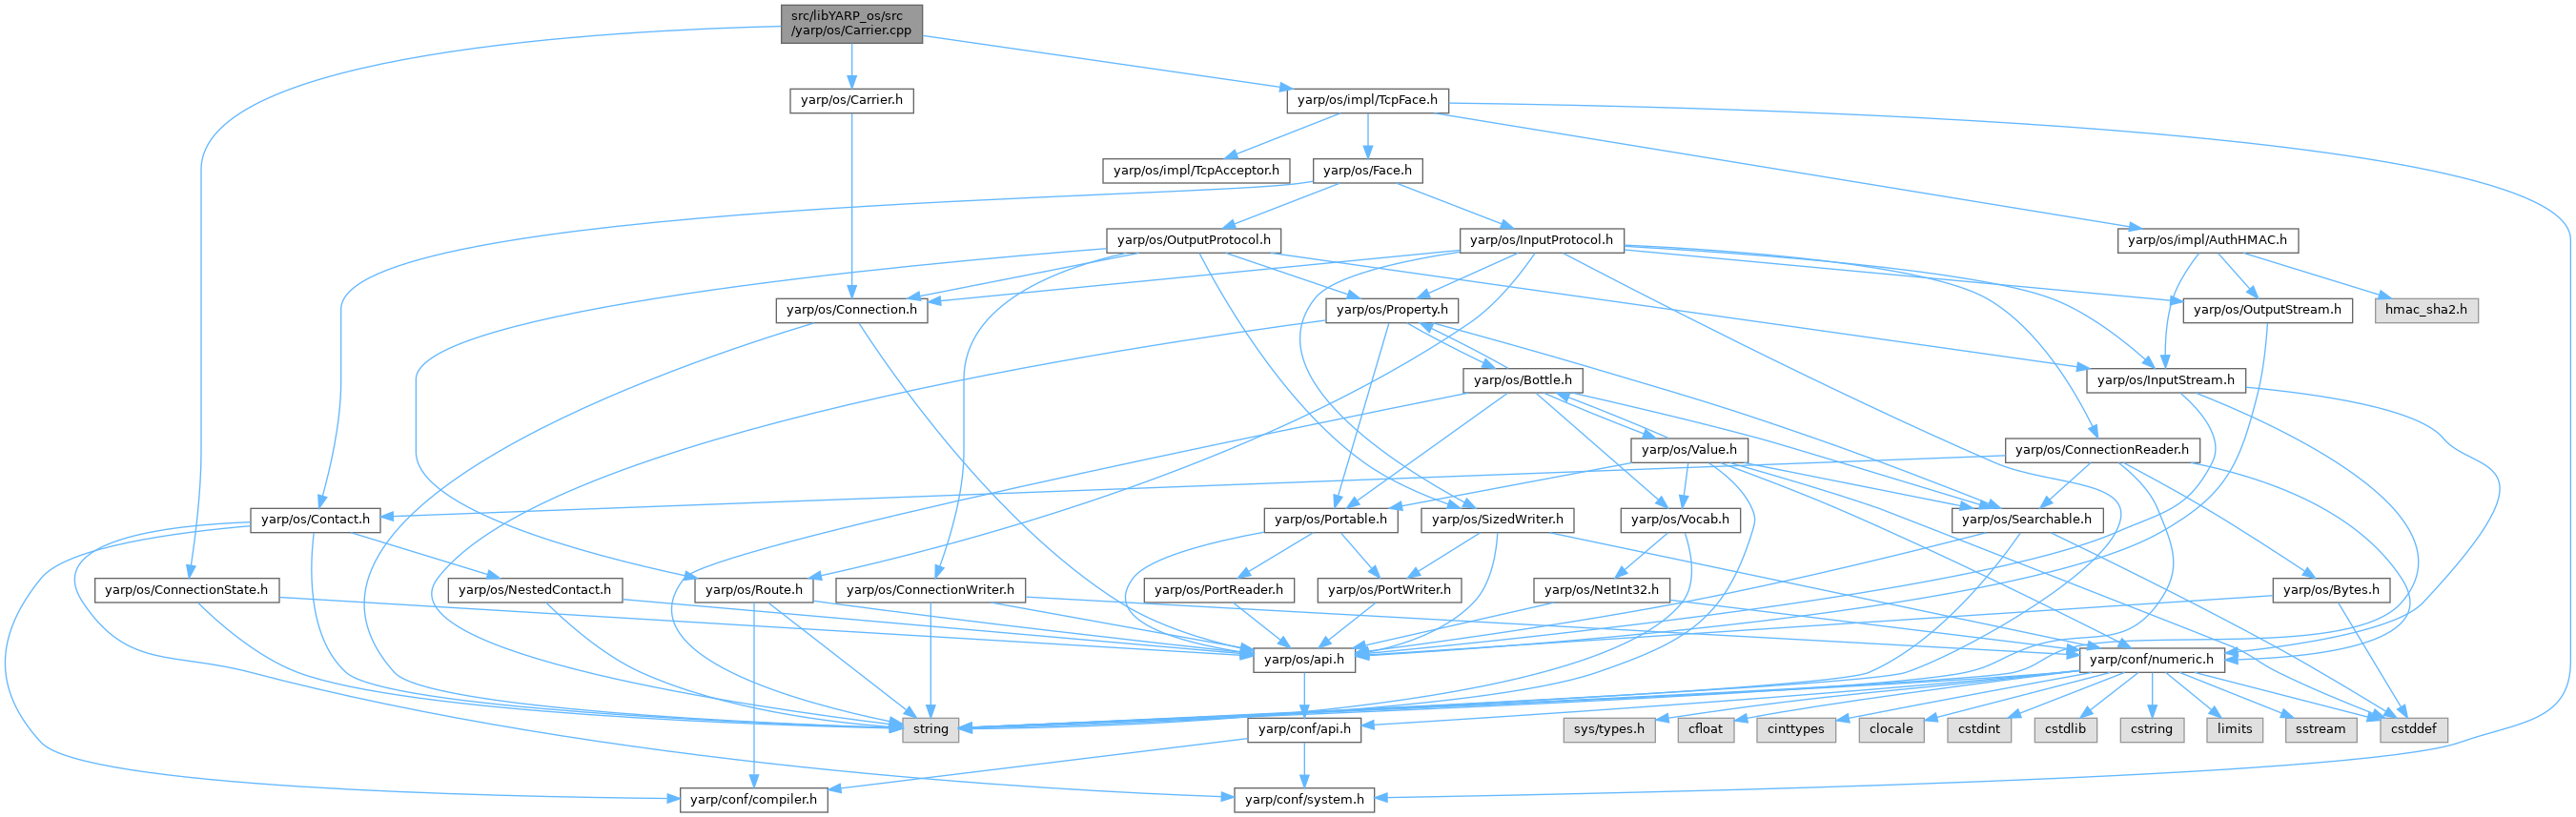 src/libYARP_os/src
/yarp/os/Carrier.cpp
yarp/os/Carrier.h
yarp/os/impl/TcpFace.h
yarp/os/impl/TcpAcceptor.h
yarp/os/Face.h
yarp/os/OutputProtocol.h
yarp/os/InputProtocol.h
yarp/os/impl/AuthHMAC.h
yarp/os/Connection.h
yarp/os/Property.h
yarp/os/OutputStream.h
hmac_sha2.h
yarp/os/Bottle.h
yarp/os/InputStream.h
yarp/os/Value.h
yarp/os/ConnectionReader.h
yarp/os/Contact.h
yarp/os/Portable.h
yarp/os/SizedWriter.h
yarp/os/Vocab.h
yarp/os/Searchable.h
yarp/os/ConnectionState.h
yarp/os/NestedContact.h
yarp/os/Route.h
yarp/os/ConnectionWriter.h
yarp/os/PortReader.h
yarp/os/PortWriter.h
yarp/os/NetInt32.h
yarp/os/Bytes.h
yarp/os/api.h
yarp/conf/numeric.h
string
yarp/conf/api.h
sys/types.h
cfloat
cinttypes
clocale
cstdint
cstdlib
cstring
limits
sstream
cstddef
yarp/conf/compiler.h
yarp/conf/system.h